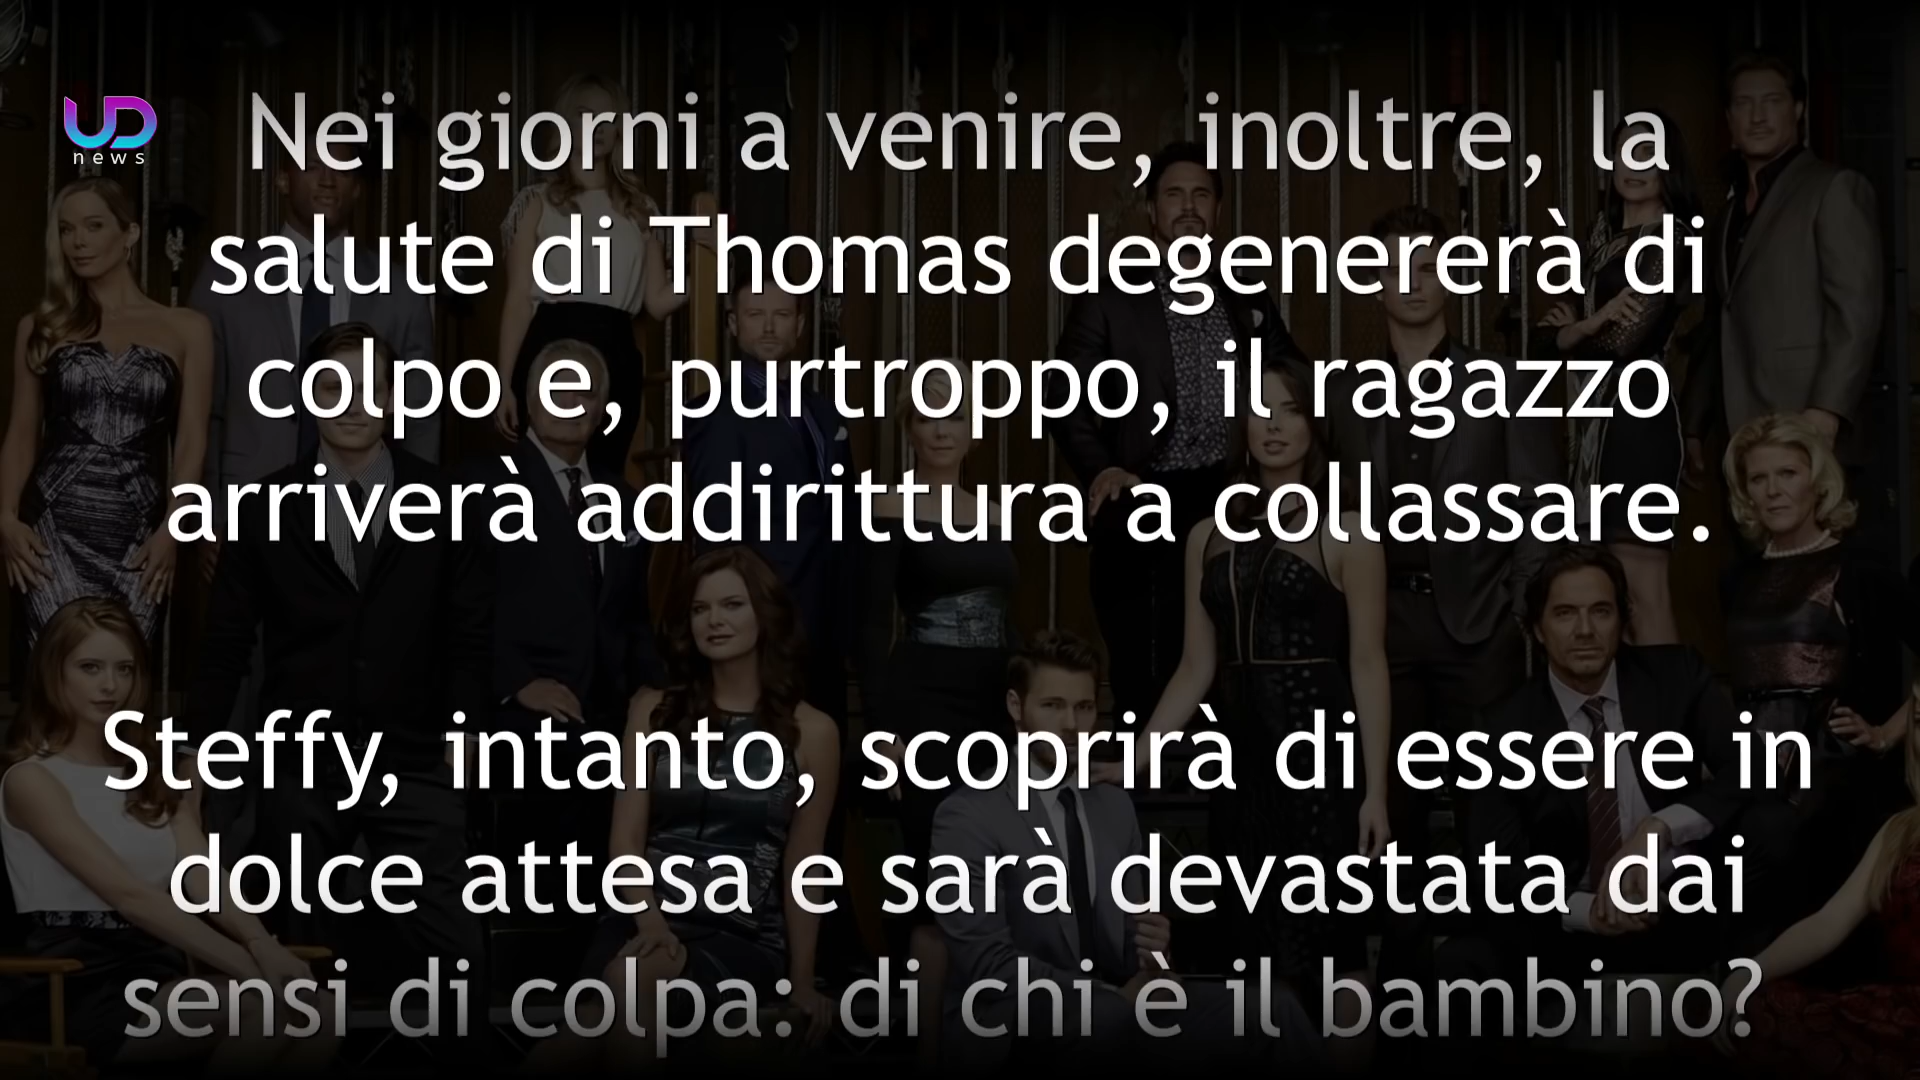 UD
news
Nei giorni a venire, inoltre, la
salute di Thomas degenererà di
colpo e, purtroppo, il ragazzo
arriverà addirittura a collassare.
Steffy, intanto, scoprirà di essere in
dolce attesa e sarà devastata dai
sensi di colpa: di chi è il bambino?